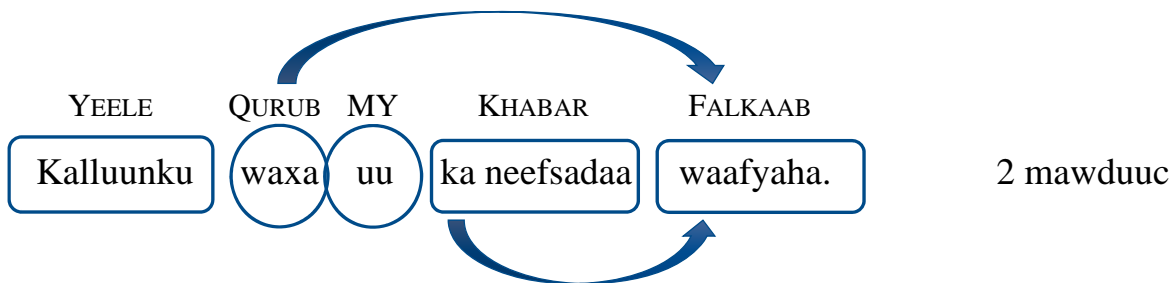 YEELE QURUB MY KHABAR FALKAAB
Kalluunku waxa uu ka neefsadaa waafyaha. 2 mawduuc